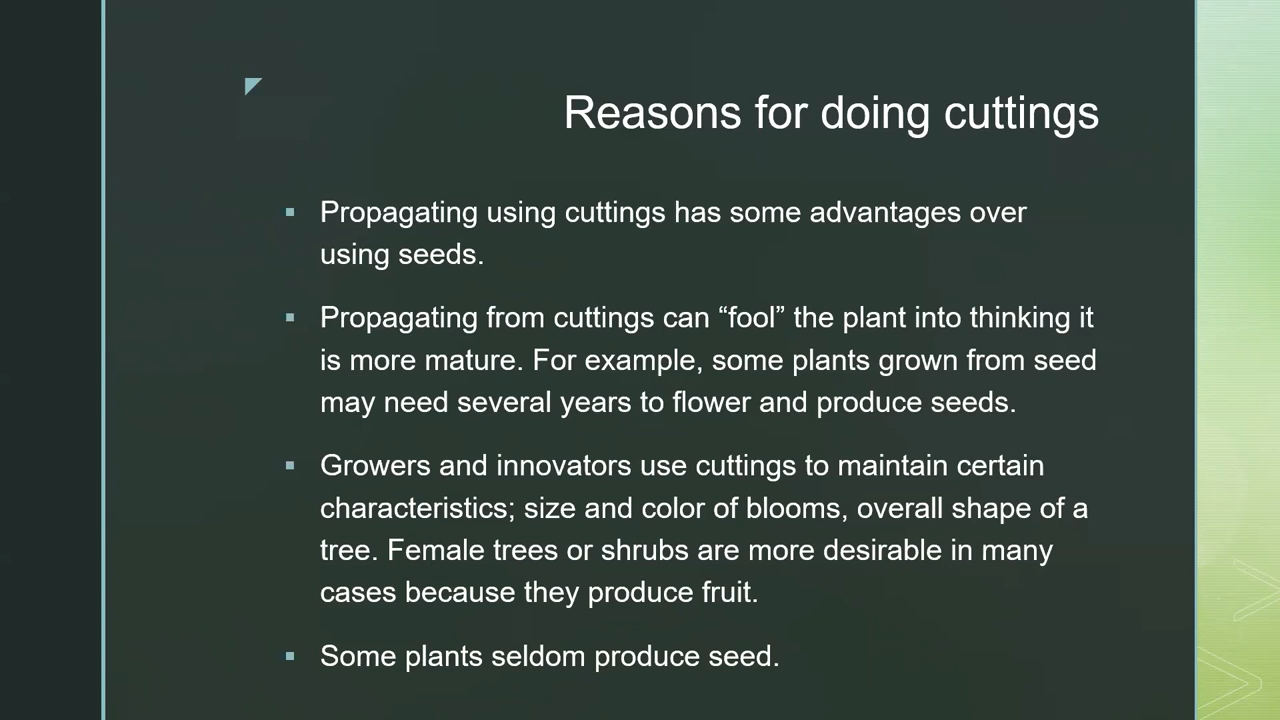 Reasons for doing cuttings
▪ Propagating using cuttings has some advantages over
using seeds.
▪ Propagating from cuttings can “fool” the plant into thinking it
is more mature. For example, some plants grown from seed
may need several years to flower and produce seeds.
▪ Growers and innovators use cuttings to maintain certain
characteristics; size and color of blooms, overall shape of a
tree. Female trees or shrubs are more desirable in many
cases because they produce fruit.
▪ Some plants seldom produce seed.